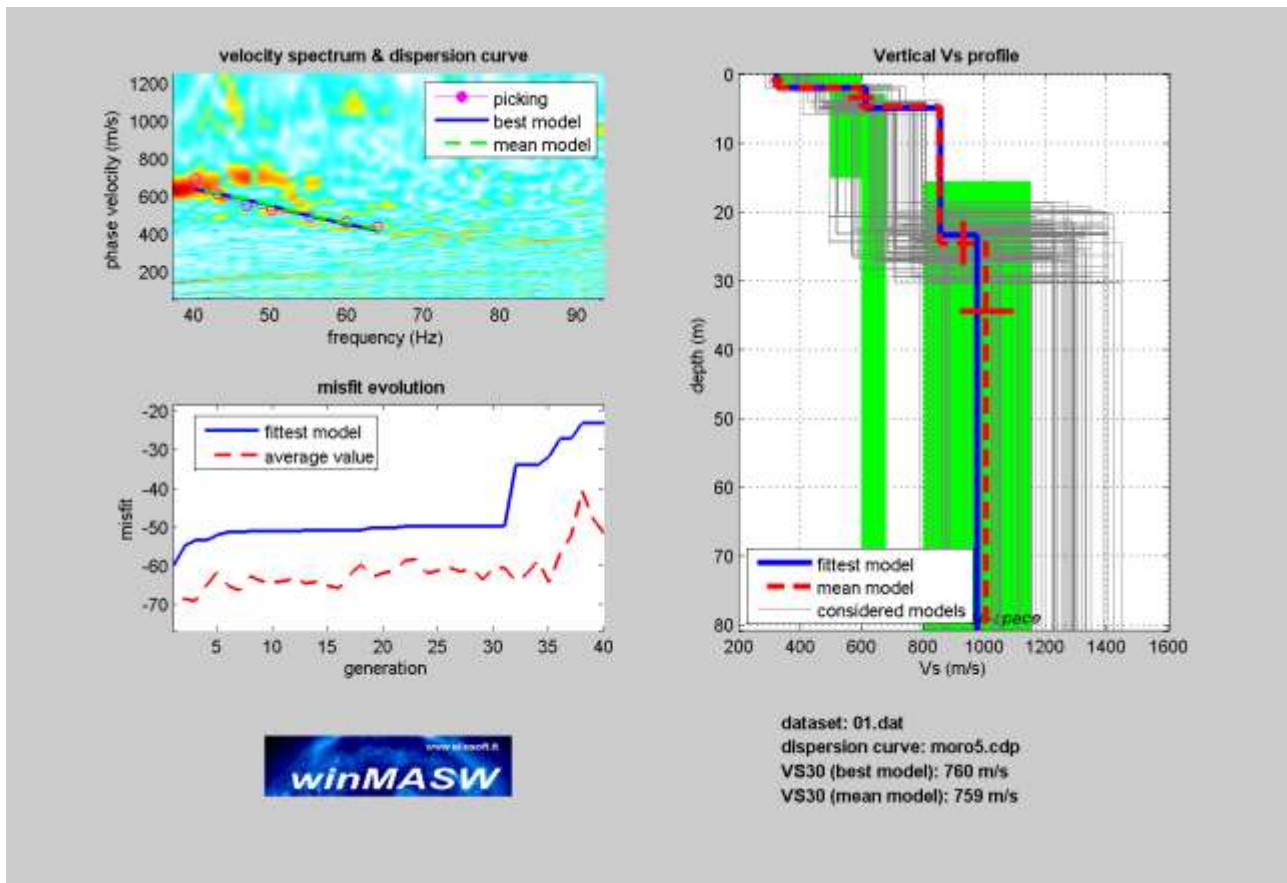 velocity spectrum & dispersion curve
1200
1000
800
600
400
200
phase velocity (m/s)
picking
best model
mean model
40
50
60
70
80
90
frequency (Hz)
misfit evolution
-20
-30
-40
-50
-60
-70
misfit
fittest model
average value
5
10
15
20
25
30
35
40
generation
www.eliosoft.it
winMASW
Vertical Vs profile
0
10
20
30
40
50
60
70
80
depth (m)
fittest model
mean model
considered models
200
400
600
800
1000
1200
1400
1600
Vs (m/s)
dataset: 01.dat
dispersion curve: moro5.cdp
VS30 (best model): 760 m/s
VS30 (mean model): 759 m/s